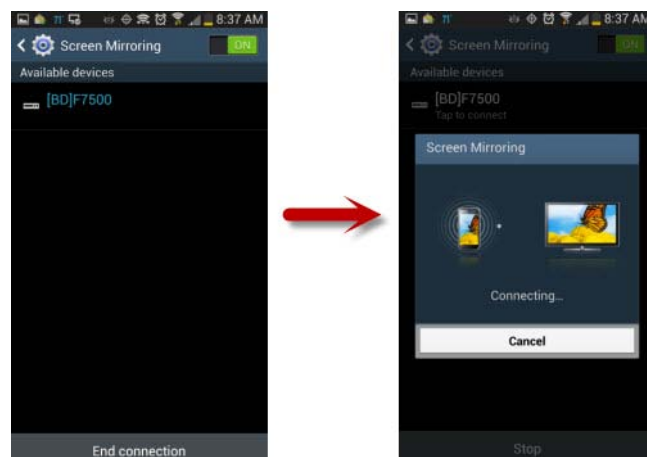 8:37 AM
Screen Mirroring
ON
Available devices
[BD]F7500
End connection
8:37 AM
Screen Mirroring
ON
Available devices
[BD]F7500
Tap to connect
Screen Mirroring
Connecting...
Cancel
Stop